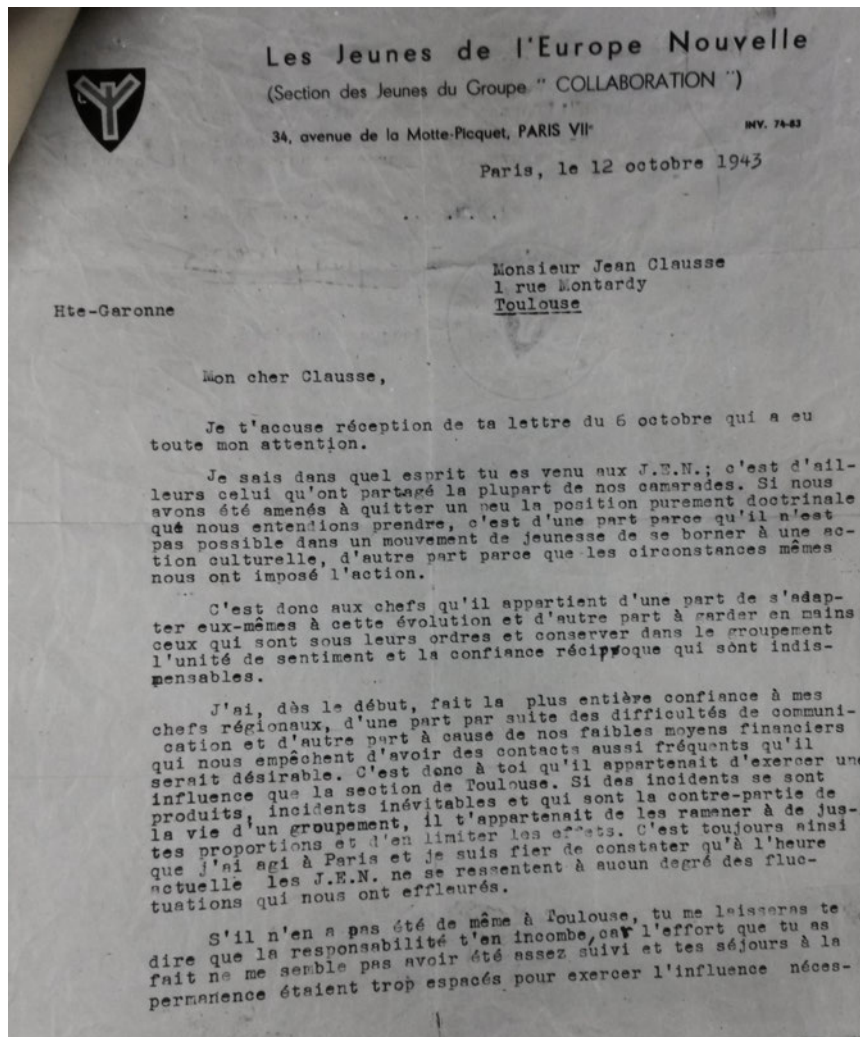 Les Jeunes de l'Europe Nouvelle
(Section des Jeunes du Groupe " COLLABORATION ")
34, avenue de la Motte-Picquet, PARIS VIIe
INV. 74-83
Paris, le 12 octobre 1943
Monsieur Jean Clausse
1 rue Montardy
Toulouse
Hte-Garonne
Mon cher Clausse,
Je t'accuse réception de ta lettre du 6 octobre qui a eu
toute mon attention.
Je sais dans quel esprit tu es venu aux J.E.N.; c'est d'ail-
leurs celui qu'ont partagé la plupart de nos camarades. Si nous
avons été amenés à quitter un peu la position purement doctrinale
que nous entendions prendre, c'est d'une part parce qu'il n'est
pas possible dans un mouvement de jeunesse de se borner à une ac-
tion culturelle, d'autre part parce que les circonstances mêmes
nous ont imposé l'action.
C'est donc aux chefs qu'il appartient d'une part de s'adap-
ter eux-mêmes à cette évolution et d'autre part à garder en mains
ceux qui sont sous leurs ordres et conserver dans le groupement
l'unité de sentiment et la confiance réciproque qui sont indis-
pensables.
J'ai, dès le début, fait la plus entière confiance à mes
chefs régionaux, d'une part par suite des difficultés de communi
cation et d'autre part à cause de nos faibles moyens financiers
qui nous empêchent d'avoir des contacts aussi fréquents qu'il
serait désirable. C'est donc à toi qu'il appartenait d'exercer une
influence que la section de Toulouse. Si des incidents se sont
produits, incidents inévitables et qui sont la contre-partie de
la vie d'un groupement, il t'appartenait de les ramener à de jus-
tes proportions et d'en limiter les effets. C'est toujours ainsi
que j'ai agi à Paris et je suis fier de constater qu'à l'heure
actuelle les J.E.N. ne se ressentent à aucun degré des fluc-
tuations qui nous ont effleurés.
S'il n'en a pas été de même à Toulouse, tu me laisseras te
dire que la responsabilité t'en incombe, car l'effort que tu as
fait ne me semble pas avoir été assez suivi et tes séjours à la
permanence étaient trop espacés pour exercer l'influence néces-